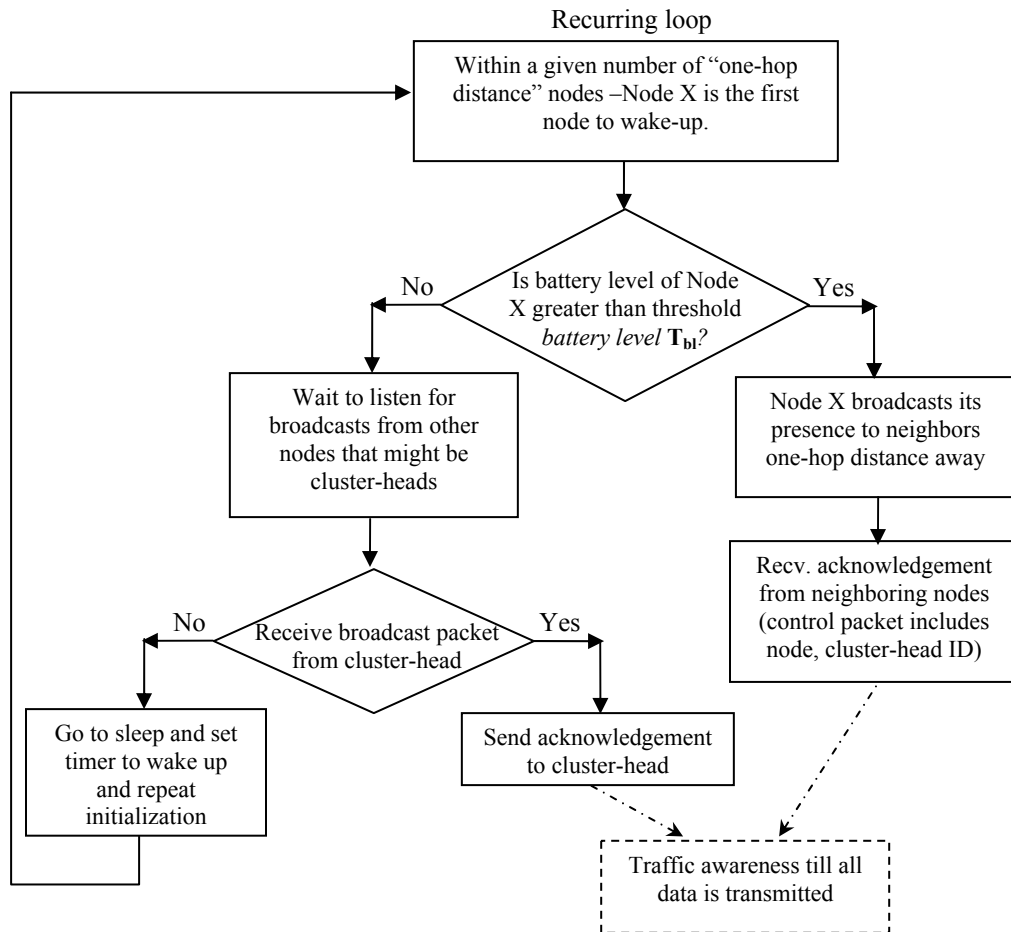 Recurring loop
Within a given number of “one-hop
distance” nodes –Node X is the first
node to wake-up.
No
Is battery level of Node
X greater than threshold
battery level Tbl?
Yes
Wait to listen for
broadcasts from other
nodes that might be
cluster-heads
Node X broadcasts its
presence to neighbors
one-hop distance away
Recv. acknowledgement
from neighboring nodes
(control packet includes
node, cluster-head ID)
No
Receive broadcast packet
from cluster-head
Yes
Go to sleep and set
timer to wake up
and repeat
initialization
Send acknowledgement
to cluster-head
Traffic awareness till all
data is transmitted